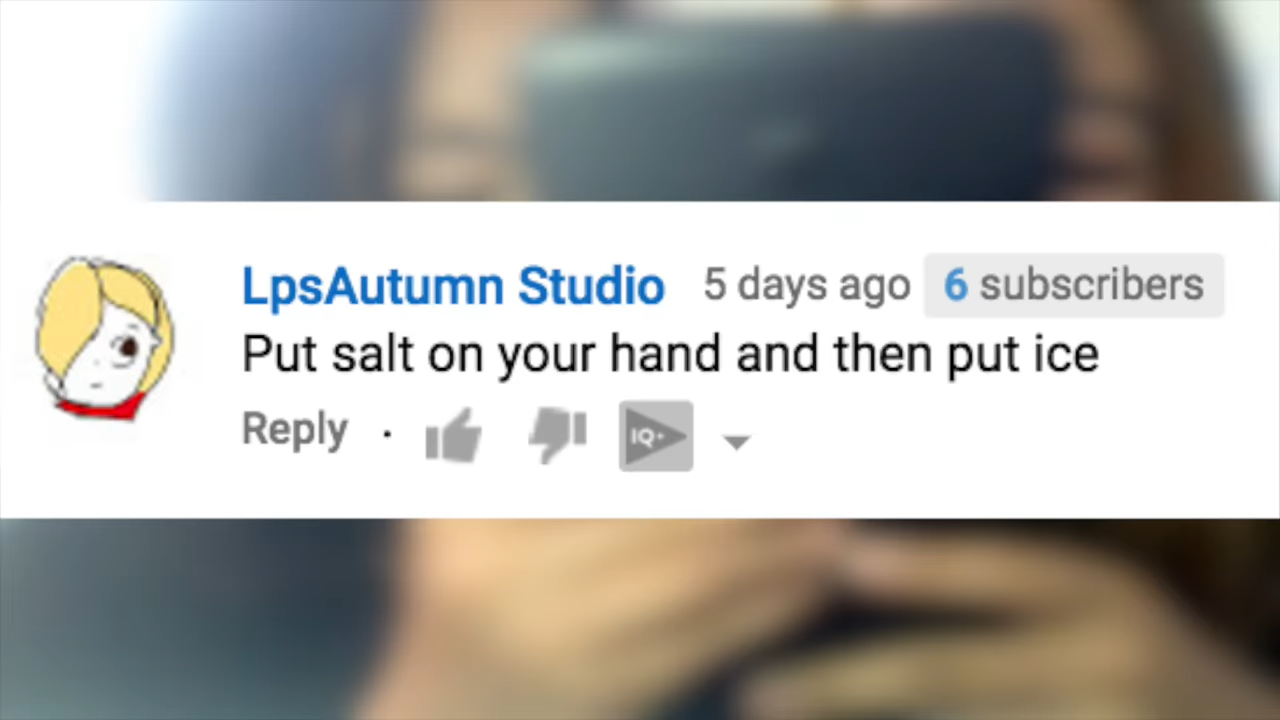 LpsAutumn Studio 5 days ago 6 subscribers
Put salt on your hand and then put ice
Reply · IQ+